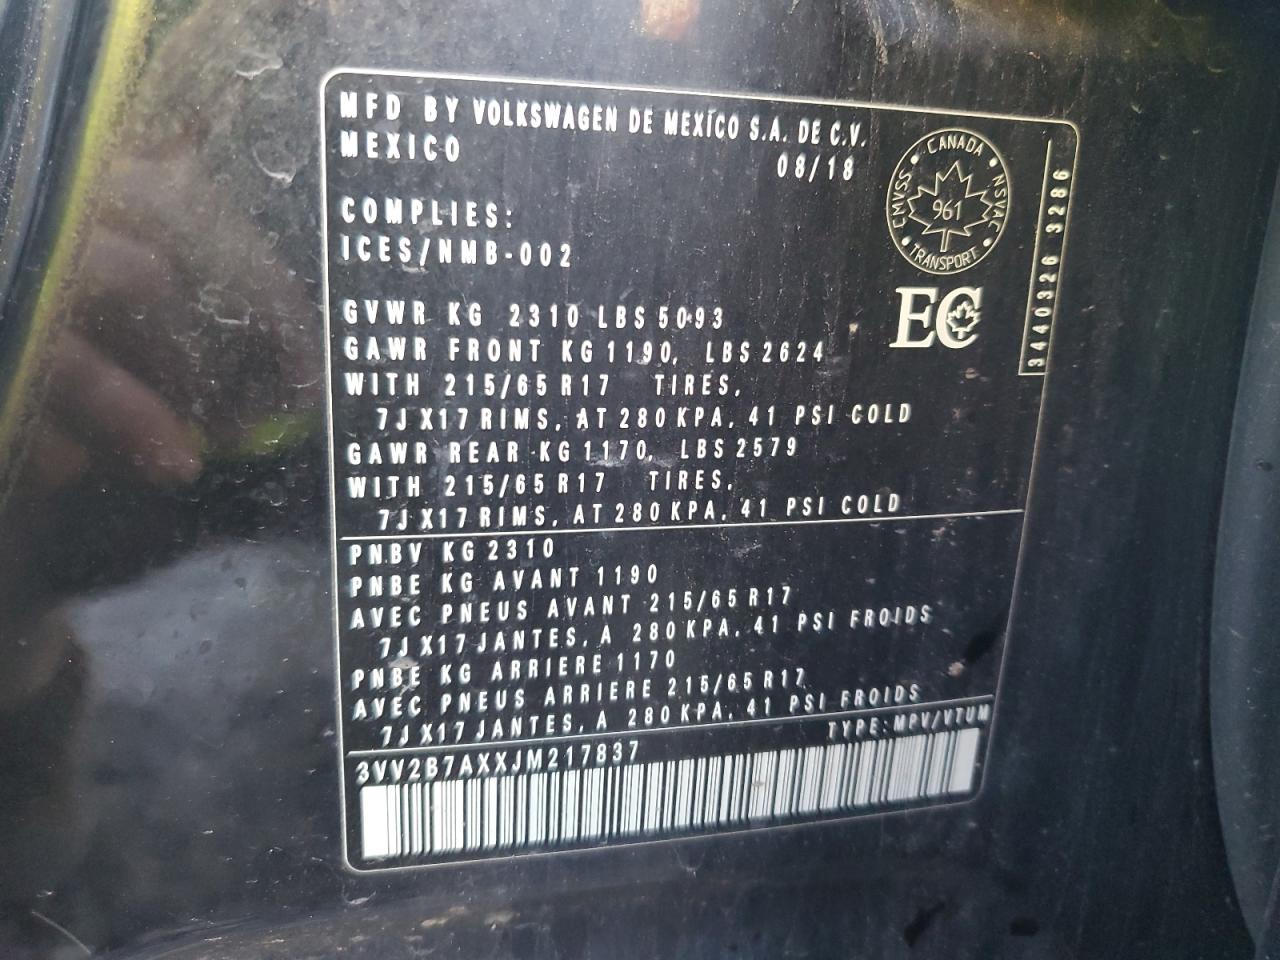 MFD BY VOLKSWAGEN DE MEXICO S.A. DE C.V.
MEXICO 08/18
COMPLIES:
ICES/NMB-002
GVWR KG 2310 LBS 5093
GAWR FRONT KG 1190, LBS 2624
WITH 215/65 R17 TIRES,
7J X17 RIMS, AT 280 KPA, 41 PSI COLD
GAWR REAR KG 1170, LBS 2579
WITH 215/65 R17 TIRES,
7J X17 RIMS, AT 280 KPA, 41 PSI COLD
PNBV KG 2310
PNBE KG AVANT 1190
AVEC PNEUS AVANT 215/65 R17
7J X17 JANTES, A 280 KPA, 41 PSI FROIDS
PNBE KG ARRIERE 1170
AVEC PNEUS ARRIERE 215/65 R17
7J X17 JANTES, A 280 KPA, 41 PSI FROIDS
3VV2B7AXXJM217837 TYPE: MPV/VTUM
CANADA
CMVSS
NSVAC
961
TRANSPORT
EC
3440326 3286